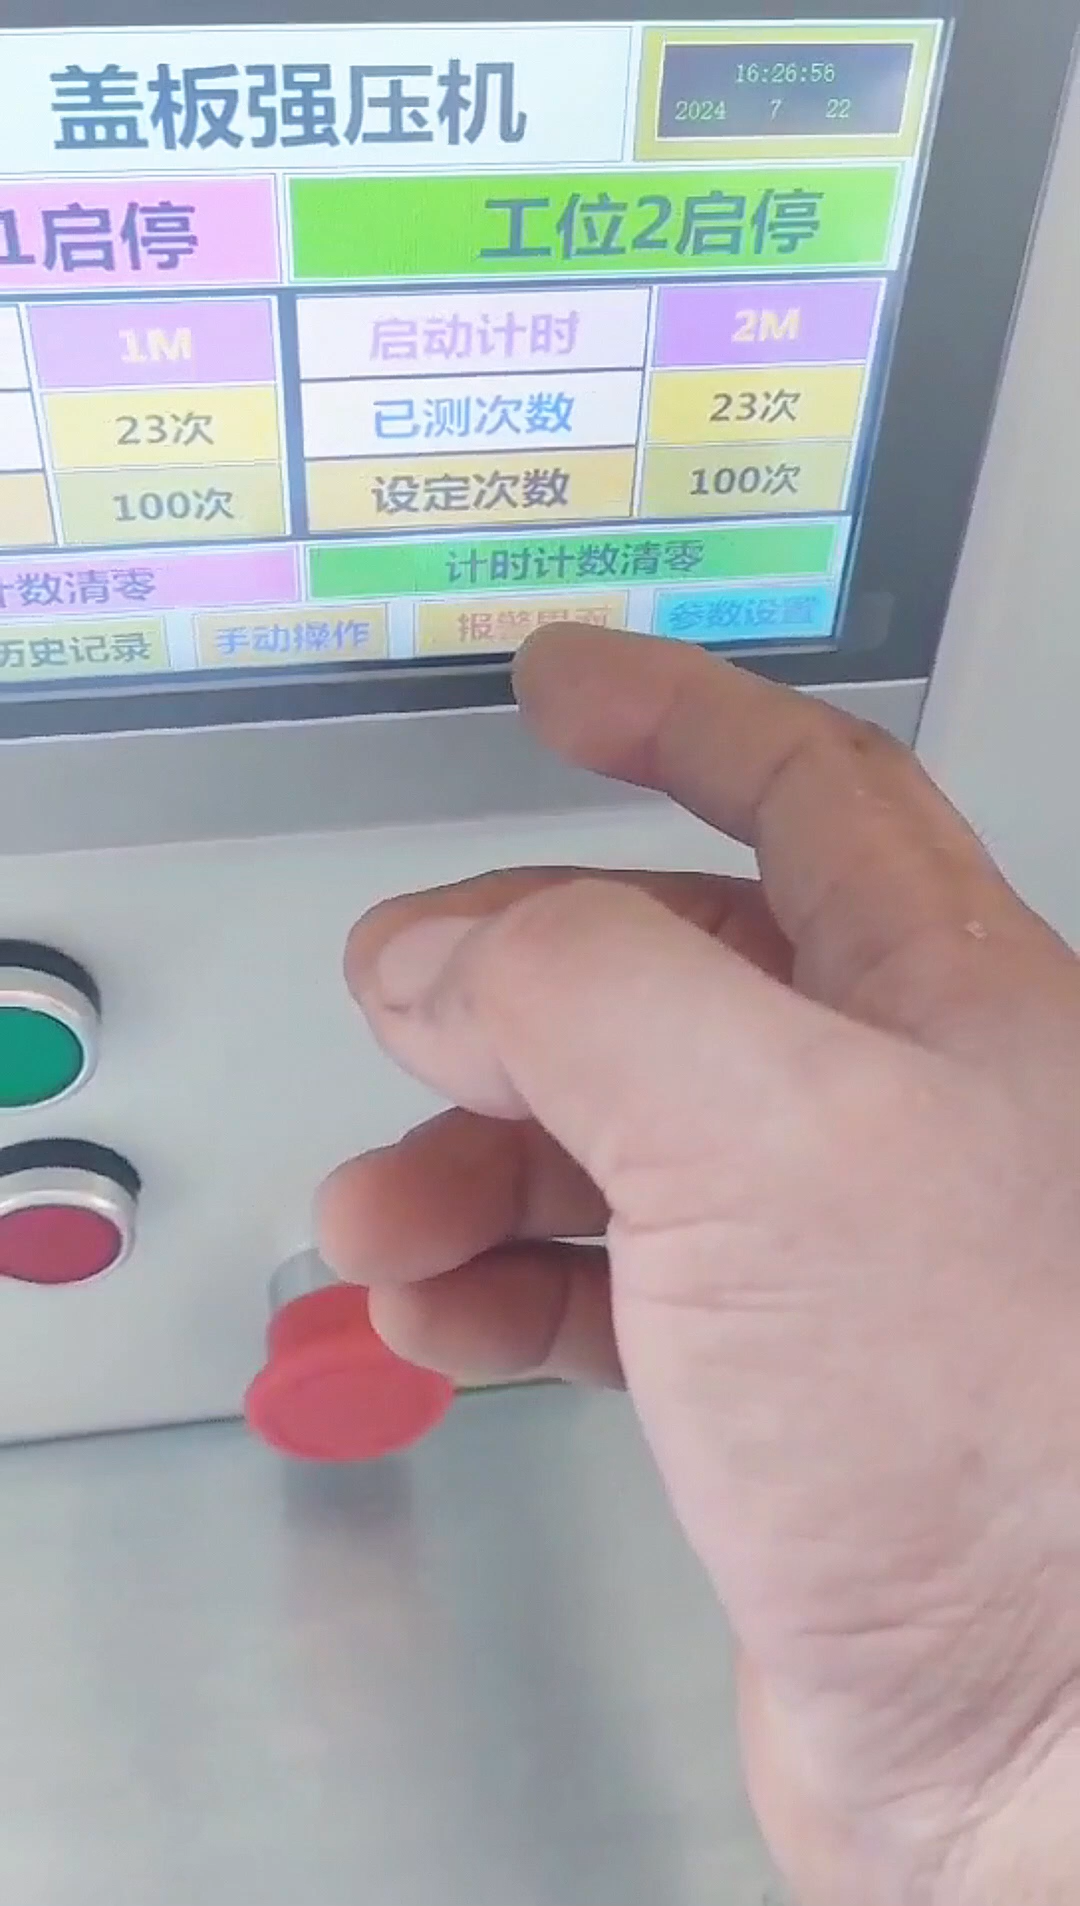 盖板强压机
16:26:56
2024 7 22
1启停
工位2启停
1M
启动计时
2M
23次
已测次数
23次
100次
设定次数
100次
数清零
计时计数清零
历史记录
手动操作
报警界面
参数设置